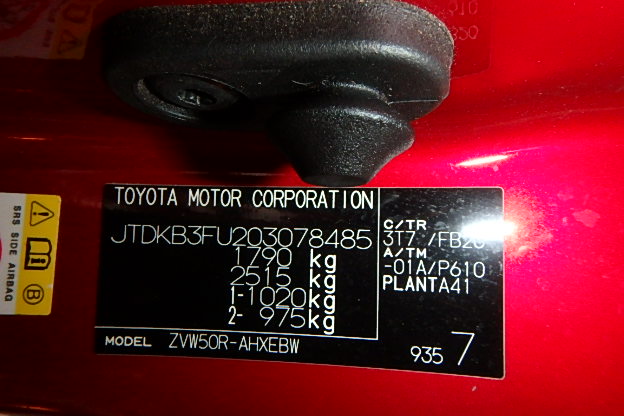 TOYOTA MOTOR CORPORATION
JTDKB3FU203078485
1790 kg
2515 kg
1-1020kg
2- 975kg
C/TR
3T7 /FB20
A/TM
-01A/P610
PLANTA41
MODEL ZVW50R-AHXEBW
935 7
SRS SIDE AIRBAG